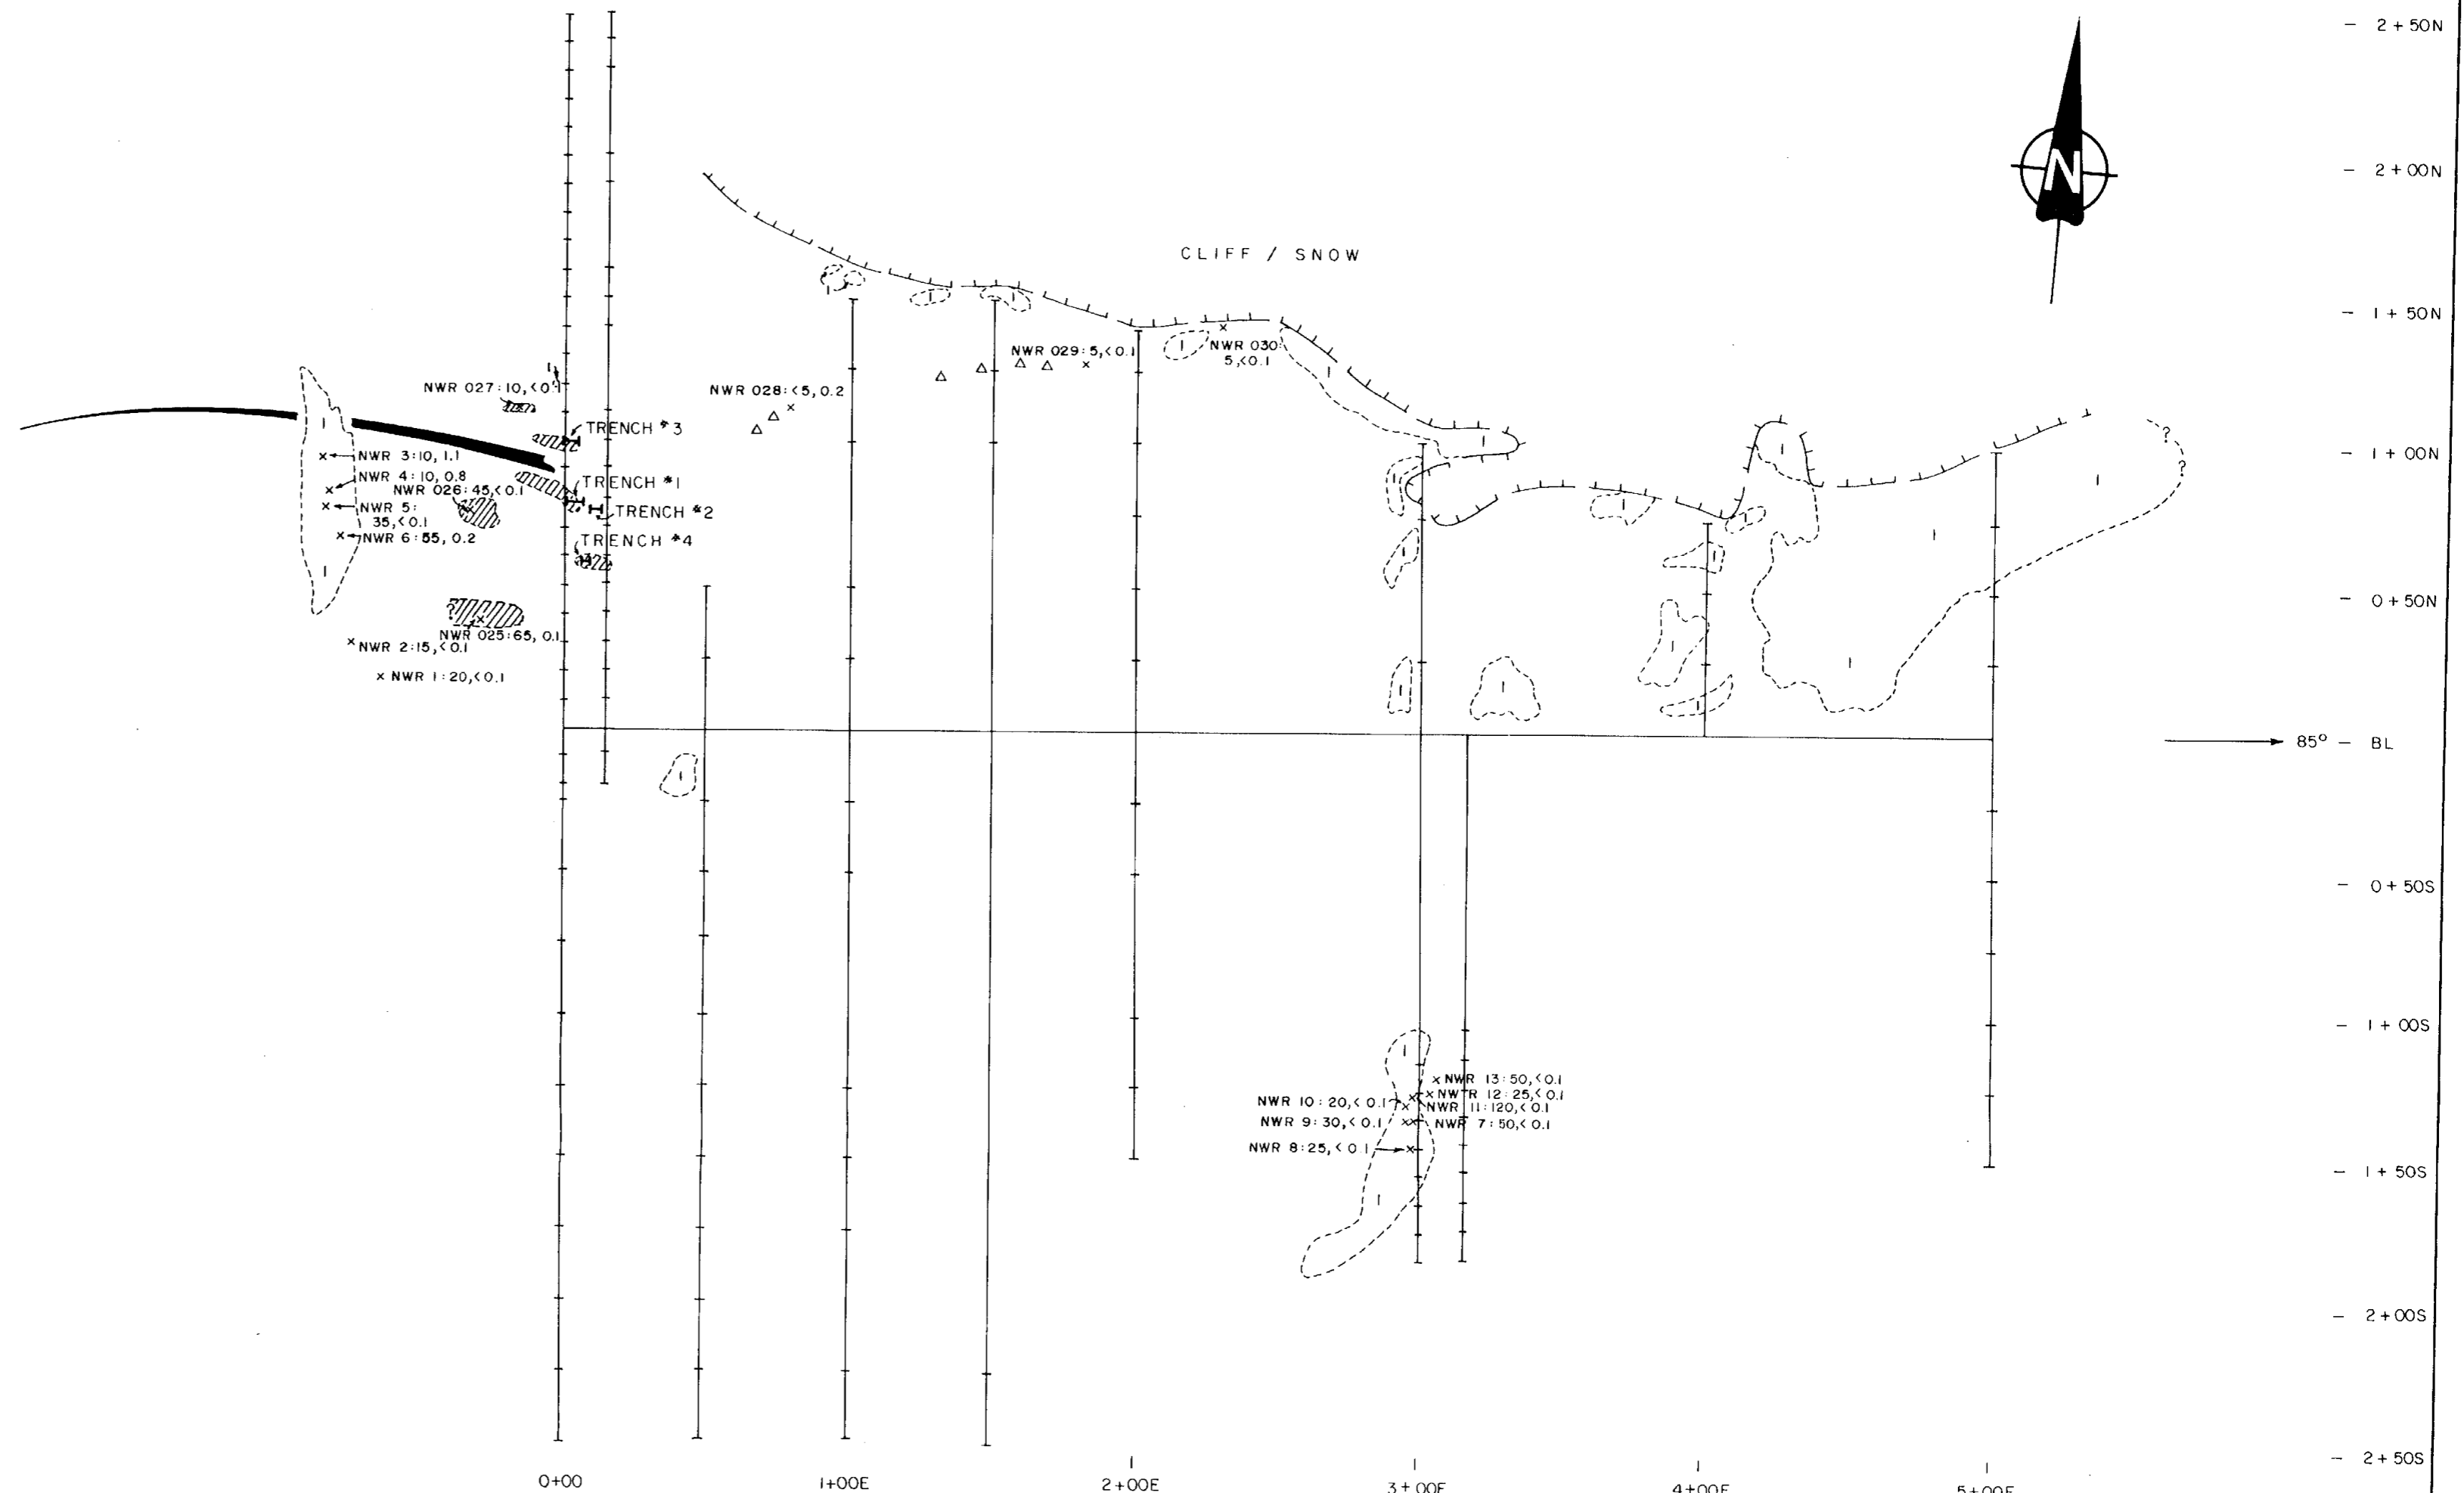 2+50N
N
2+00N
CLIFF / SNOW
1+50N
NWR 029:5,<0.1
NWR 030:
5,<0.1
NWR 027:10,<0.1
NWR 028:<5,0.2
TRENCH #3
NWR 3:10, 1.1
1+00N
NWR 4:10, 0.8
NWR 026:45,<0.1
TRENCH #1
NWR 5:
35,<0.1
TRENCH #2
NWR 6:55, 0.2
TRENCH #4
?
?
?
0+50N
NWR 025:65, 0.1
NWR 2:15,<0.1
NWR 1:20,<0.1
85° – BL
0+50S
1+00S
NWR 13:50,<0.1
NWR 12:25,<0.1
NWR 10:20,<0.1
NWR 11:120,<0.1
NWR 9:30,<0.1
NWR 7:50,<0.1
NWR 8:25,<0.1
1+50S
2+00S
2+50S
0+00
1+00E
2+00E
3+00E
4+00E
5+00E